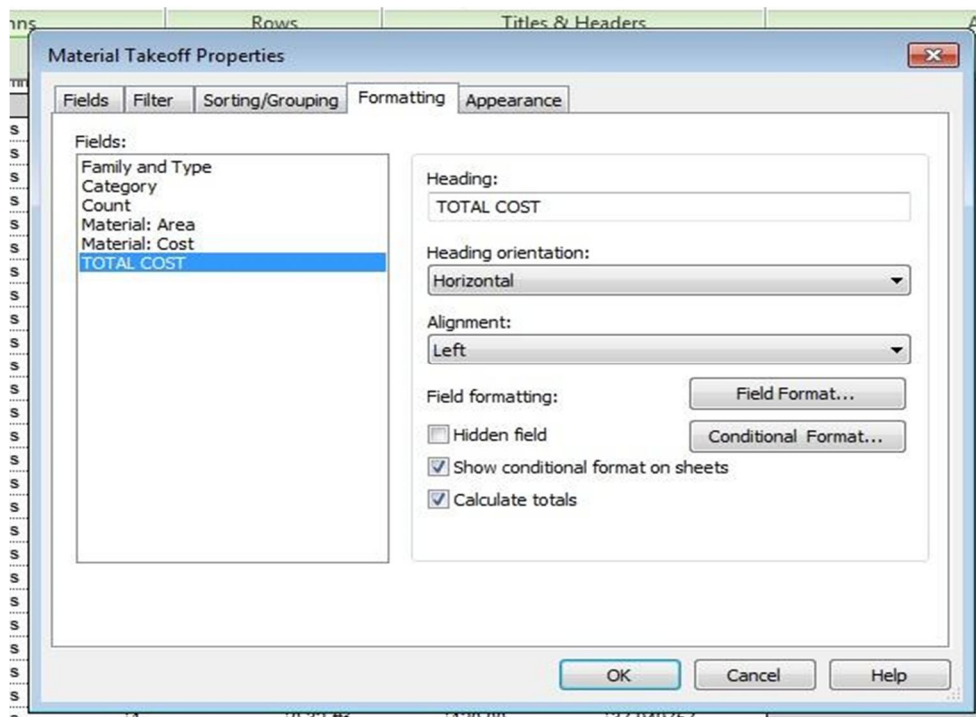 Rows
Titles & Headers
Material Takeoff Properties
Fields
Filter
Sorting/Grouping
Formatting
Appearance
Fields:
Family and Type
Category
Count
Material: Area
Material: Cost
TOTAL COST
Heading:
TOTAL COST
Heading orientation:
Horizontal
Alignment:
Left
Field formatting:
Field Format...
Hidden field
Conditional Format...
Show conditional format on sheets
Calculate totals
OK
Cancel
Help